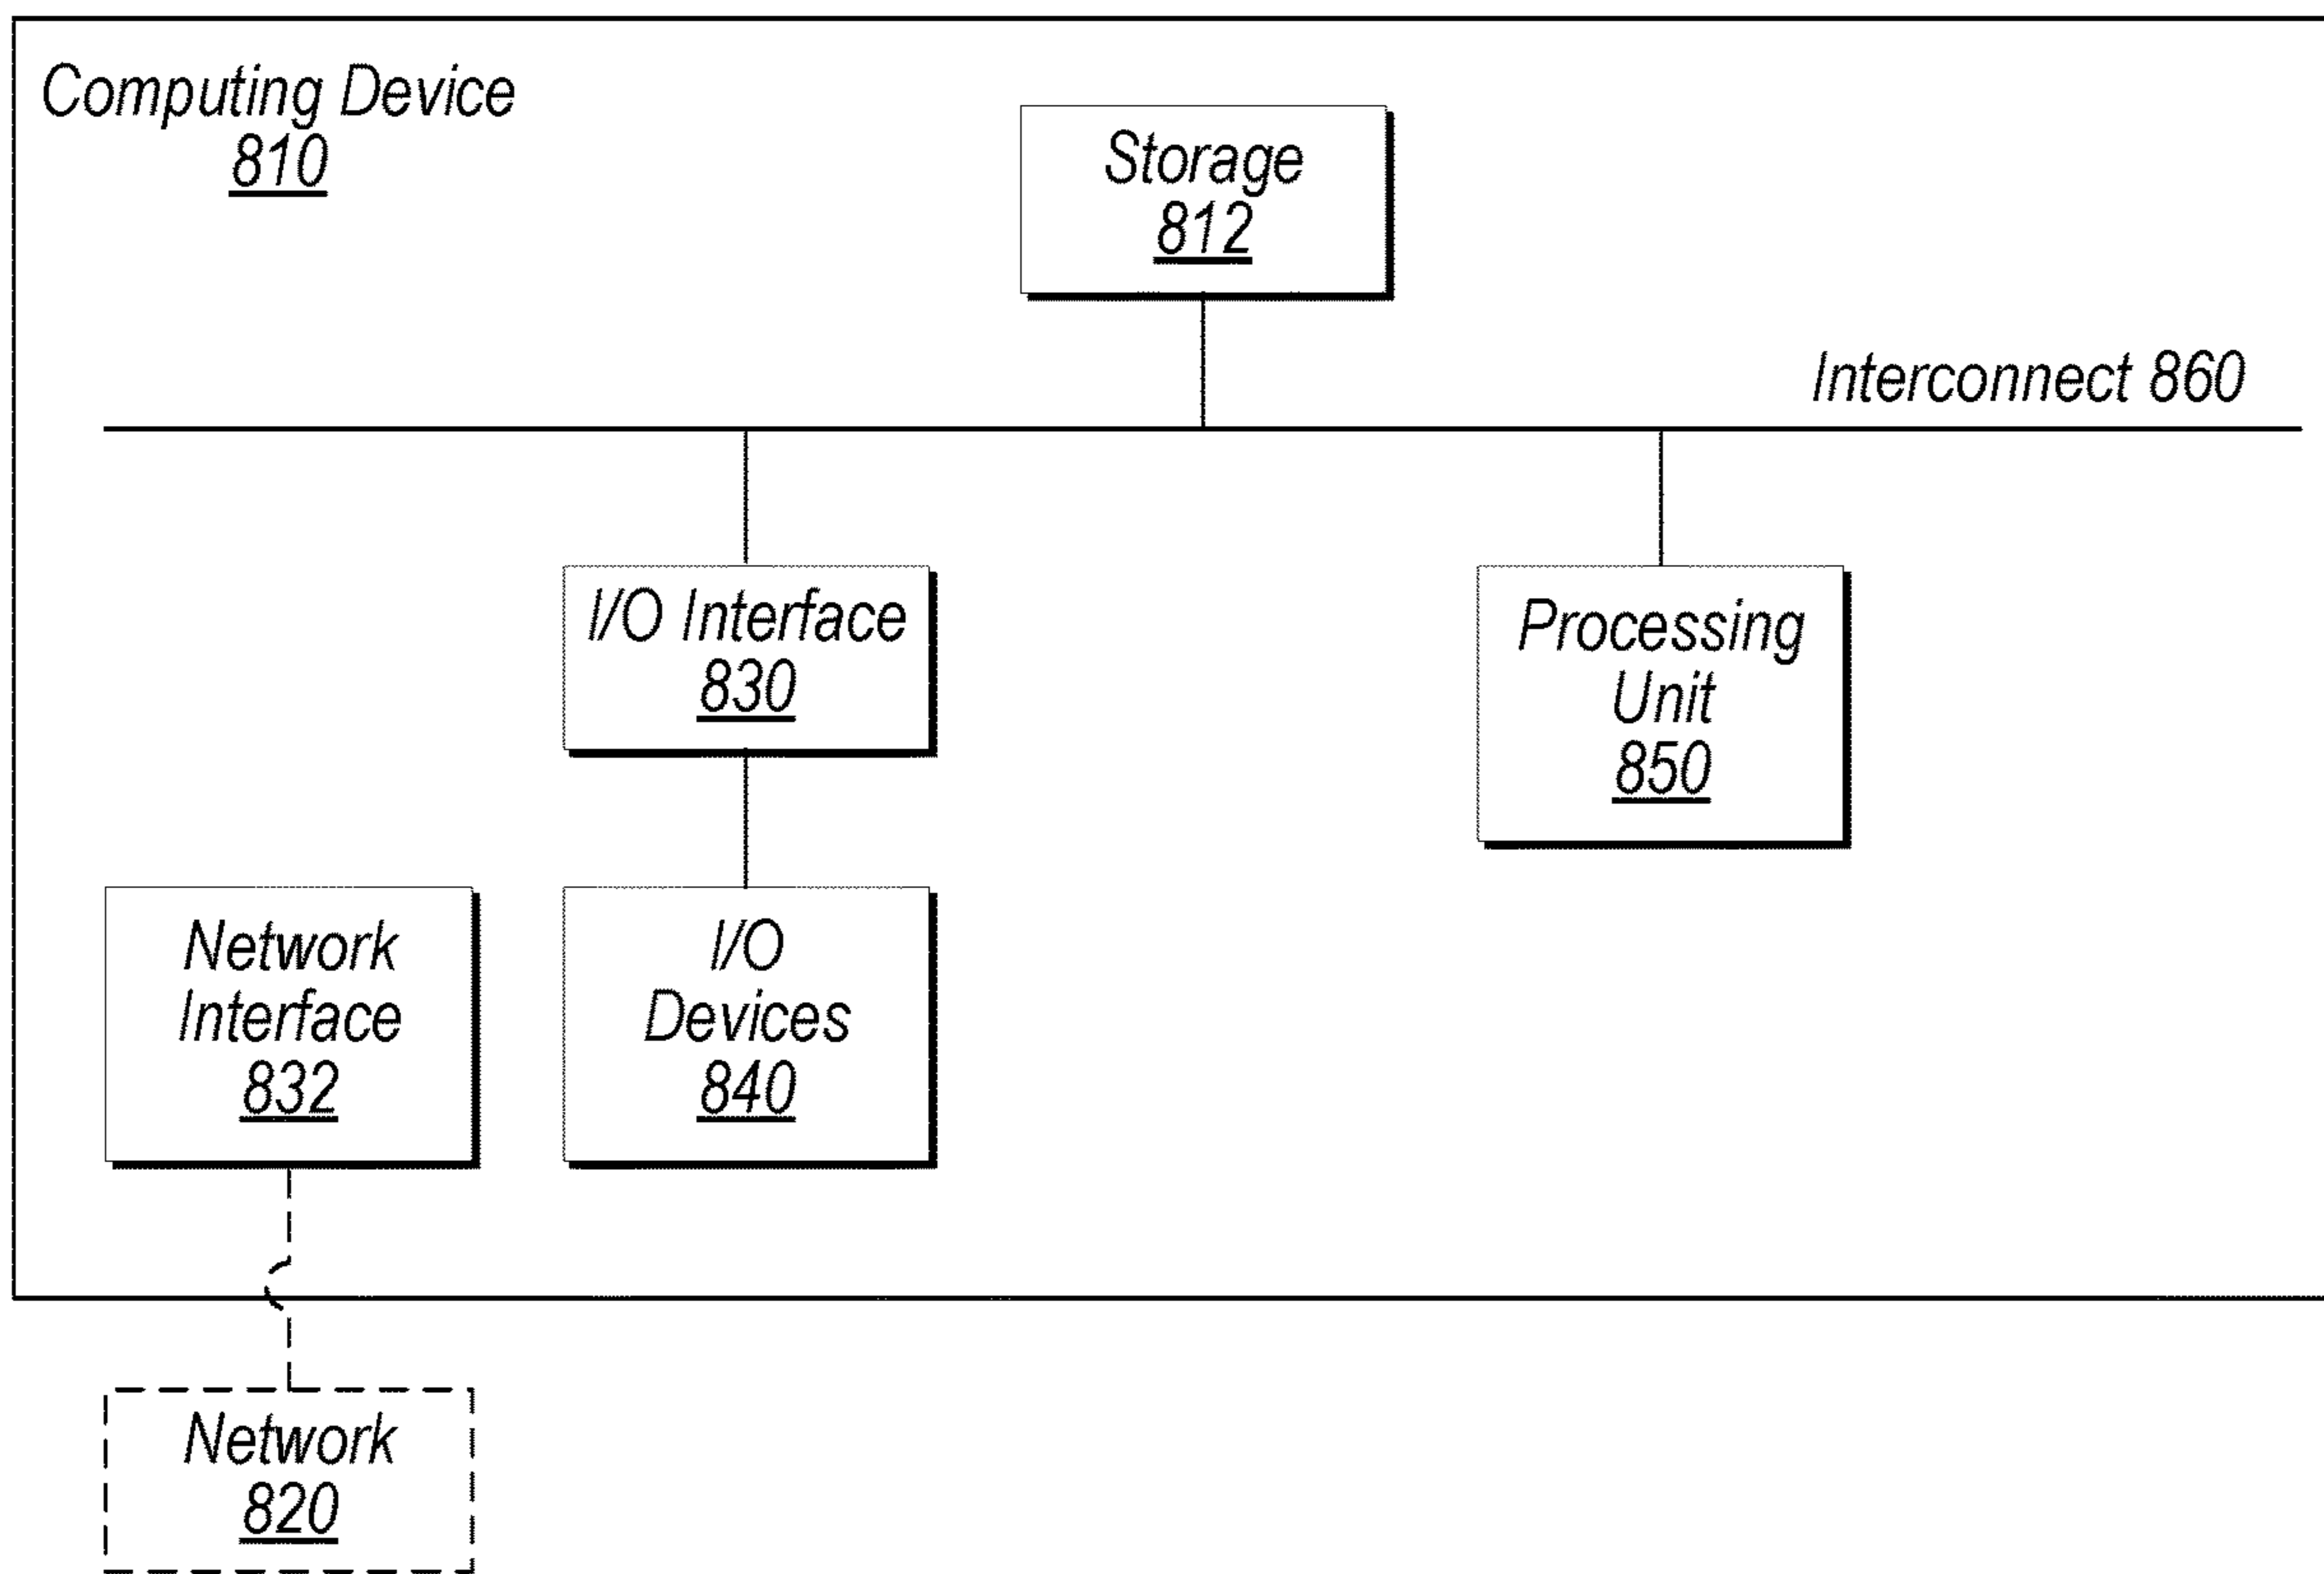 Computing Device
810
Storage
812
Interconnect 860
I/O Interface
830
Processing
Unit
850
Network
Interface
832
I/O
Devices
840
Network
820